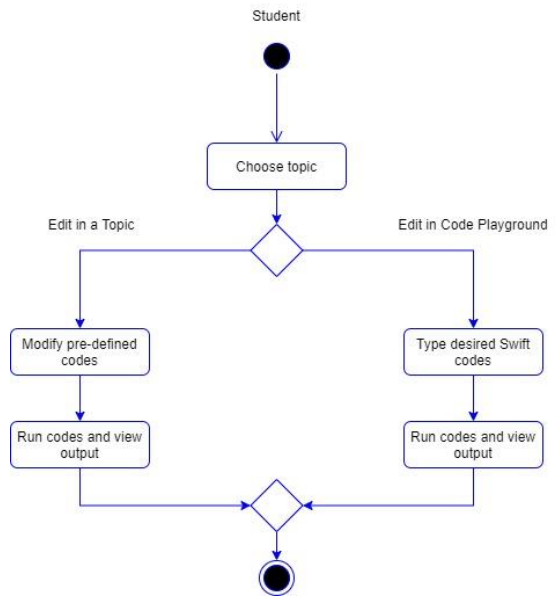 Student
Choose topic
Edit in a Topic
Edit in Code Playground
Modify pre-defined
codes
Type desired Swift
codes
Run codes and view
output
Run codes and view
output